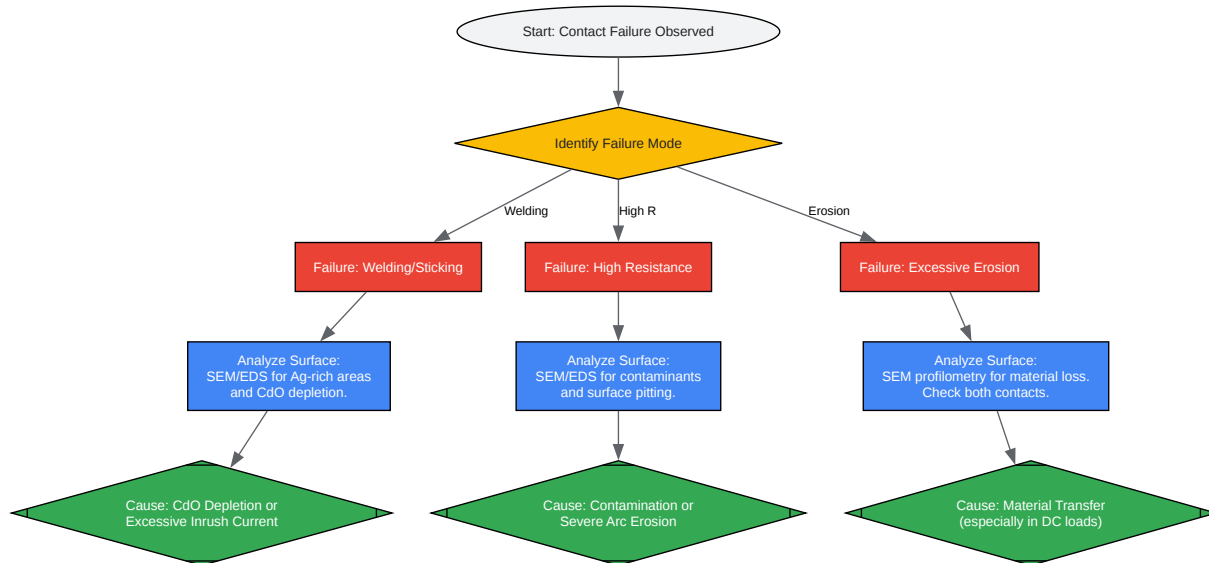 Start: Contact Failure Observed
Identify Failure Mode
Welding
High R
Erosion
Failure: Welding/Sticking
Failure: High Resistance
Failure: Excessive Erosion
Analyze Surface:
SEM/EDS for Ag-rich areas
and CdO depletion.
Analyze Surface:
SEM/EDS for contaminants
and surface pitting.
Analyze Surface:
SEM profilometry for material loss.
Check both contacts.
Cause: CdO Depletion or
Excessive Inrush Current
Cause: Contamination or
Severe Arc Erosion
Cause: Material Transfer
(especially in DC loads)